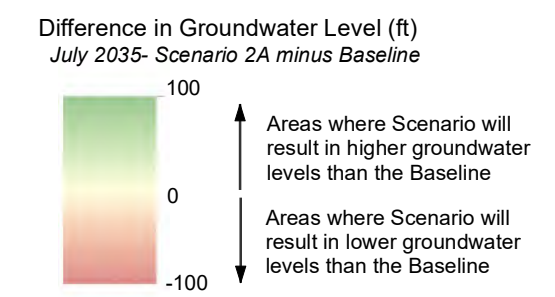 Difference in Groundwater Level (ft)
July 2035- Scenario 2A minus Baseline
100
Areas where Scenario will
result in higher groundwater
levels than the Baseline
0
Areas where Scenario will
result in lower groundwater
levels than the Baseline
-100